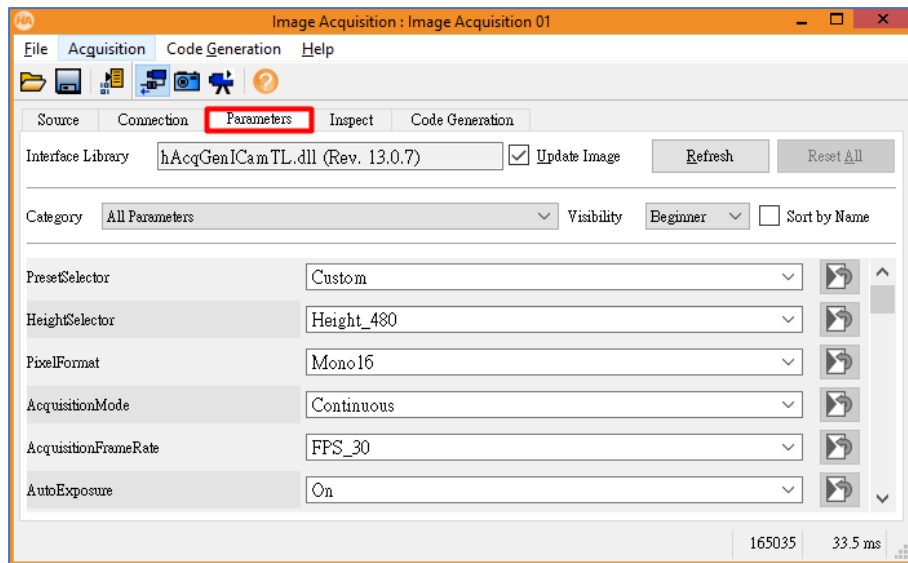 HA Image Acquisition : Image Acquisition 01
File Acquisition Code Generation Help
Source Connection Parameters Inspect Code Generation
Interface Library hAcqGenICamTL.dll (Rev. 13.0.7) Update Image Refresh Reset All
Category All Parameters Visibility Beginner Sort by Name
PresetSelector Custom
HeightSelector Height_480
PixelFormat Mono16
AcquisitionMode Continuous
AcquisitionFrameRate FPS_30
AutoExposure On
165035 33.5 ms